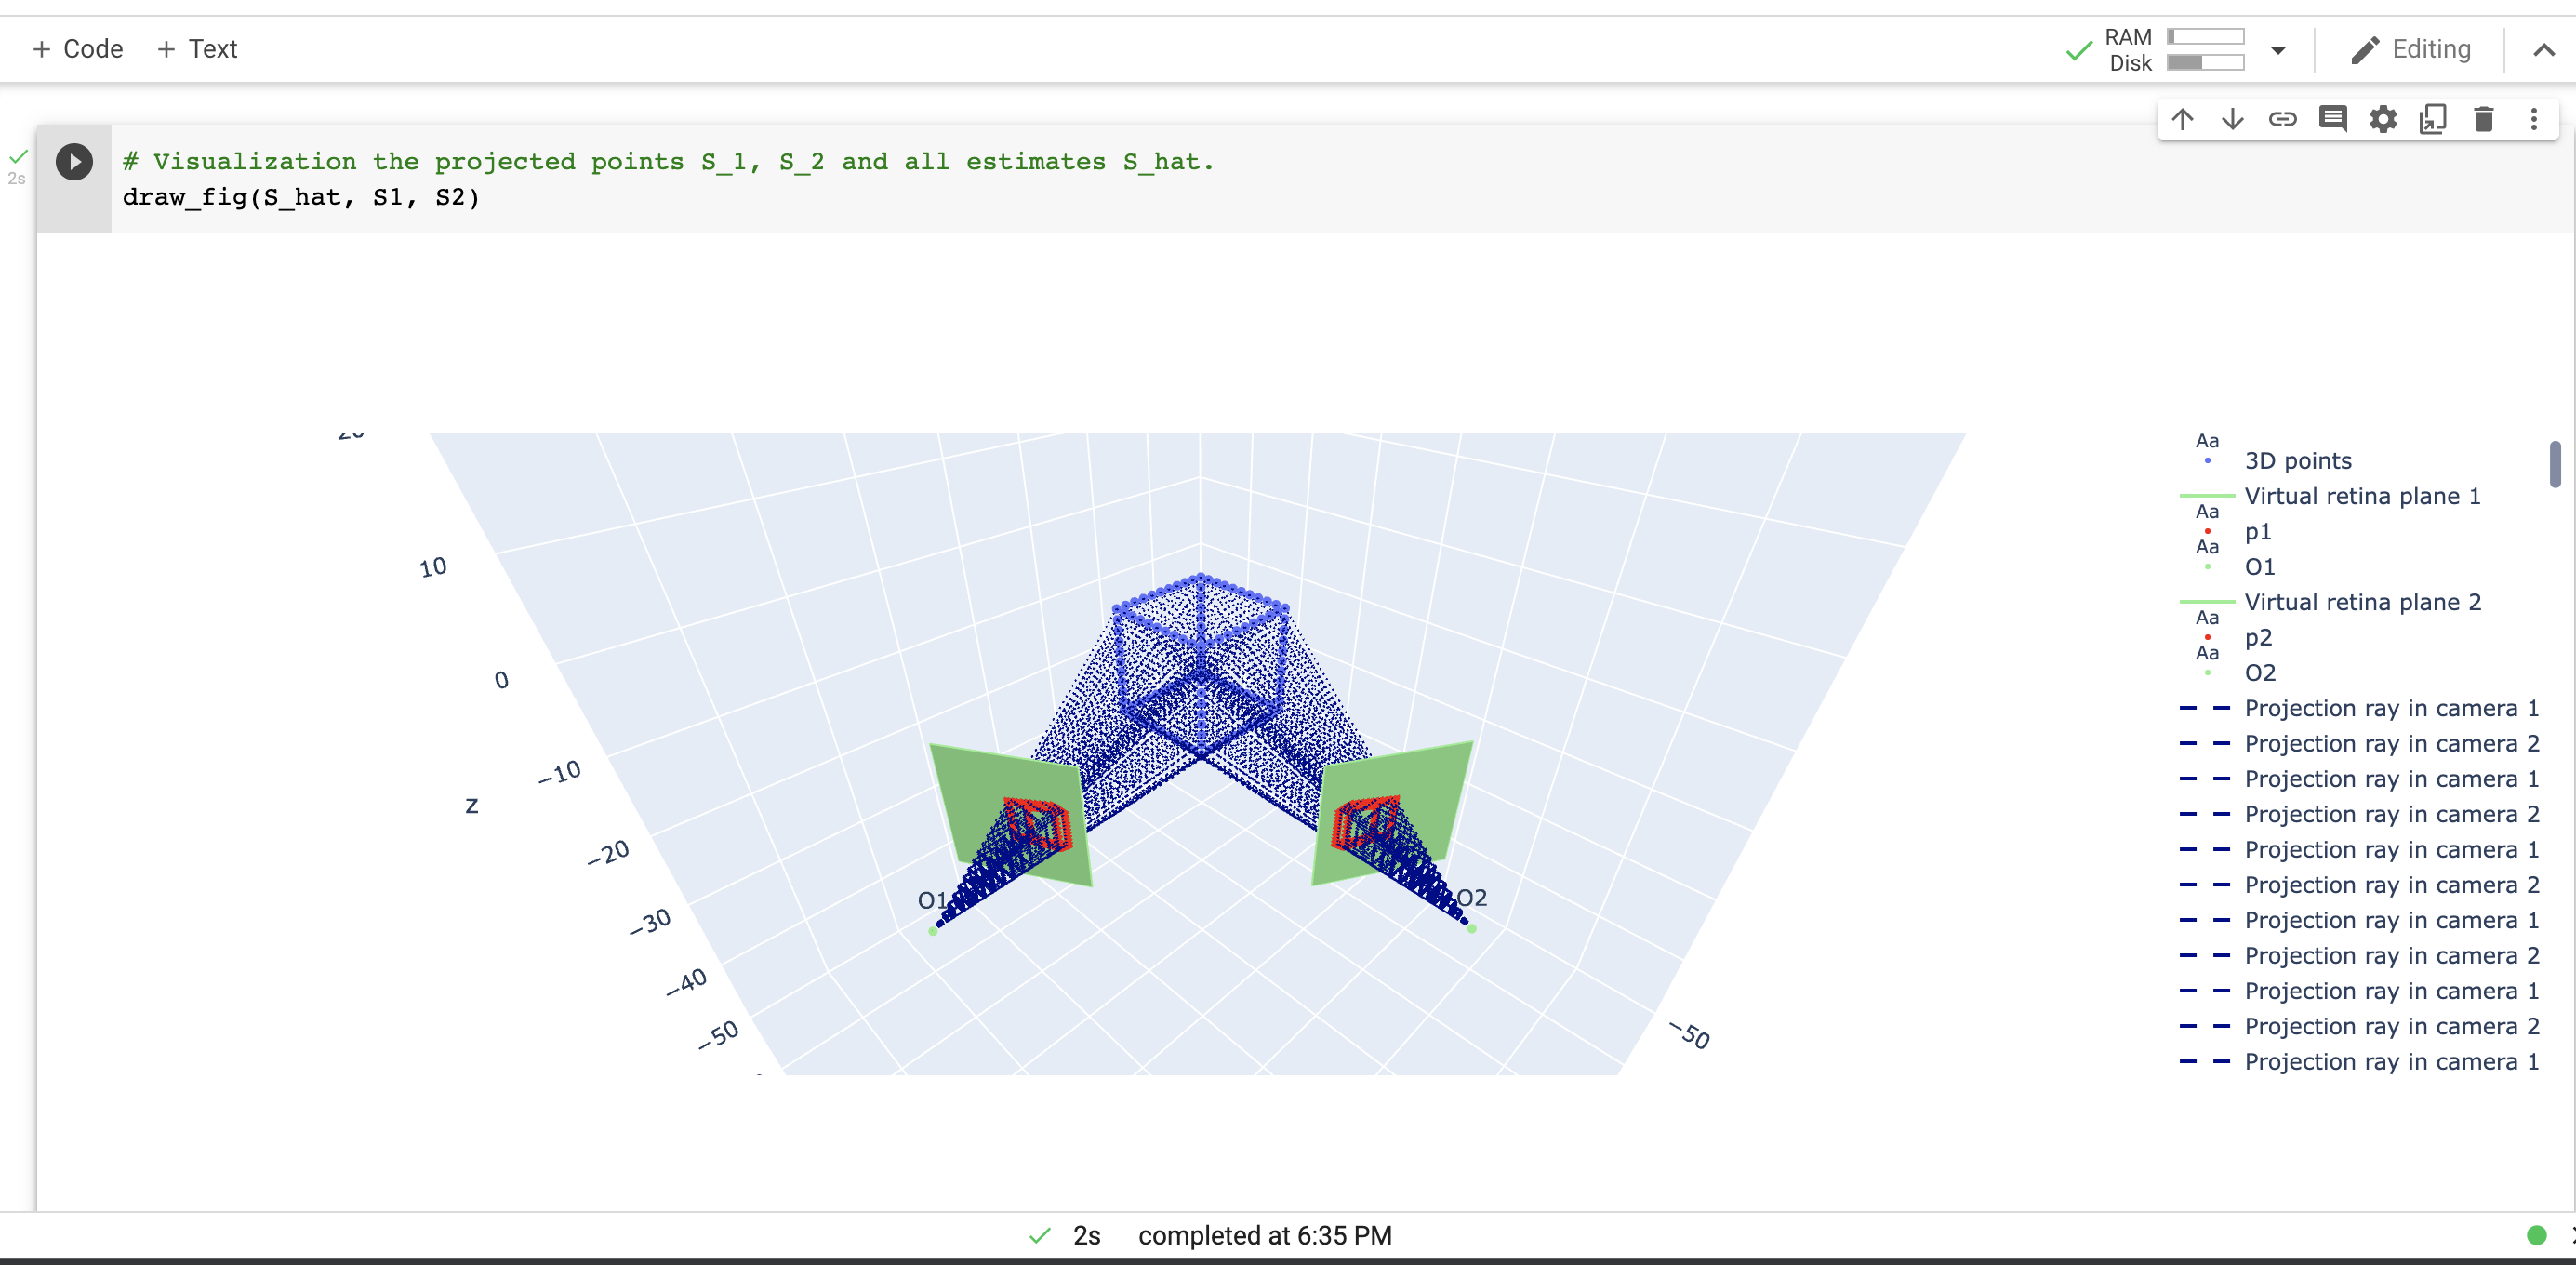 + Code + Text
RAM
Disk
Editing
2s
# Visualization the projected points S_1, S_2 and all estimates S_hat.
draw_fig(S_hat, S1, S2)
10
0
−10
z
−20
−30
−40
−50
−50
O1
O2
Aa
3D points
Virtual retina plane 1
Aa
p1
Aa
O1
Virtual retina plane 2
Aa
p2
Aa
O2
Projection ray in camera 1
Projection ray in camera 2
Projection ray in camera 1
Projection ray in camera 2
Projection ray in camera 1
Projection ray in camera 2
Projection ray in camera 1
Projection ray in camera 2
Projection ray in camera 1
Projection ray in camera 2
Projection ray in camera 1
2s completed at 6:35 PM